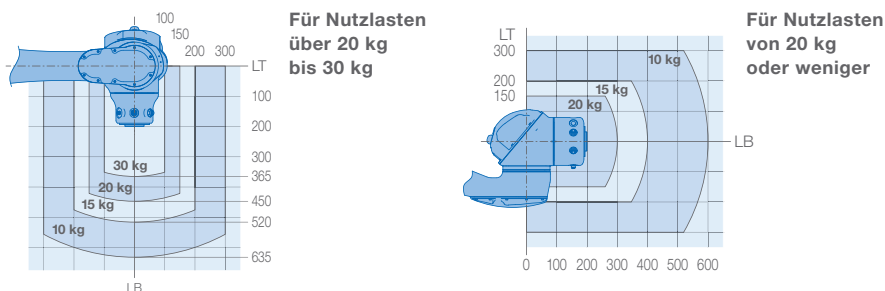 100
150
200 300
LT
100
200
300
365
450
520
635
30 kg
20 kg
15 kg
10 kg
LB
Für Nutzlasten
über 20 kg
bis 30 kg
LT
300
200
150
10 kg
15 kg
20 kg
LB
0 100 200 300 400 500 600
Für Nutzlasten
von 20 kg
oder weniger